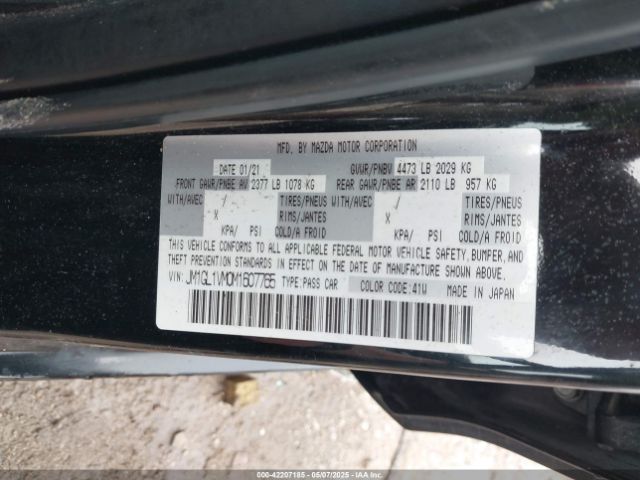 MFD. BY MAZDA MOTOR CORPORATION
DATE 01/21 GVWR/PNBV 4473 LB 2029 KG
FRONT GAWR/PNBE AV 2377 LB 1078 KG REAR GAWR/PNBE AR 2110 LB 957 KG
WITH/AVEC / TIRES/PNEUS WITH/AVEC / TIRES/PNEUS
X RIMS/JANTES X RIMS/JANTES
KPA/ PSI COLD/A FROID KPA/ PSI COLD/A FROID
THIS VEHICLE CONFORMS TO ALL APPLICABLE FEDERAL MOTOR VEHICLE SAFETY, BUMPER, AND
THEFT PREVENTION STANDARDS IN EFFECT ON THE DATE OF MANUFACTURE SHOWN ABOVE.
VIN: JM1GL1VM0M1607765 TYPE: PASS CAR COLOR CODE: 41W MADE IN JAPAN
000-42207185 - 05/07/2025 - IAAI.COM